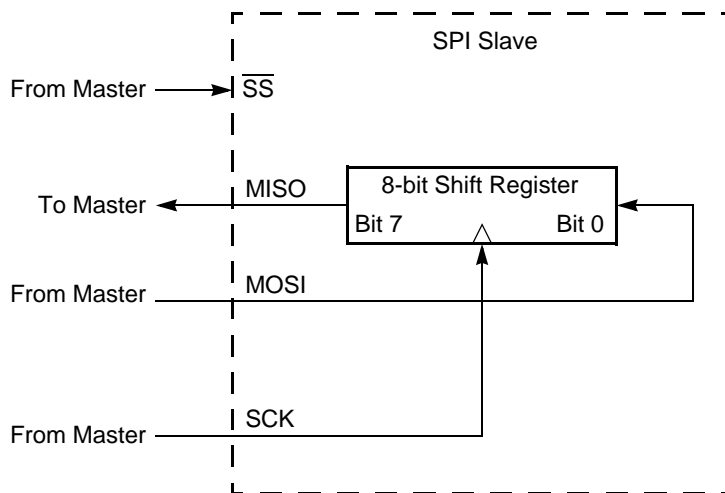 SPI Slave
From Master
S̅S̅
To Master
MISO
8-bit Shift Register
Bit 7
Bit 0
From Master
MOSI
From Master
SCK